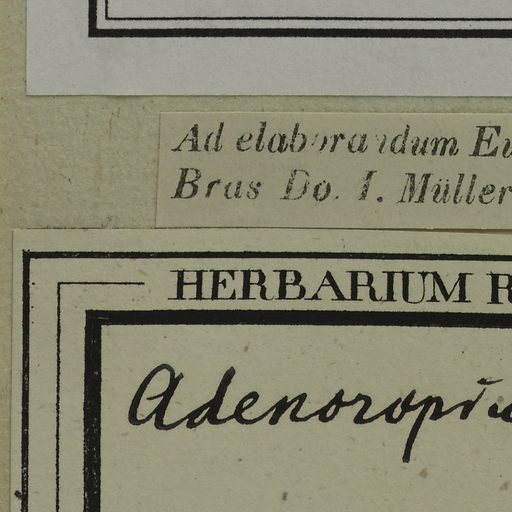 Ad elaborandum Eu
Bras Do. I. Müller
HERBARIUM R
Adenoropiu